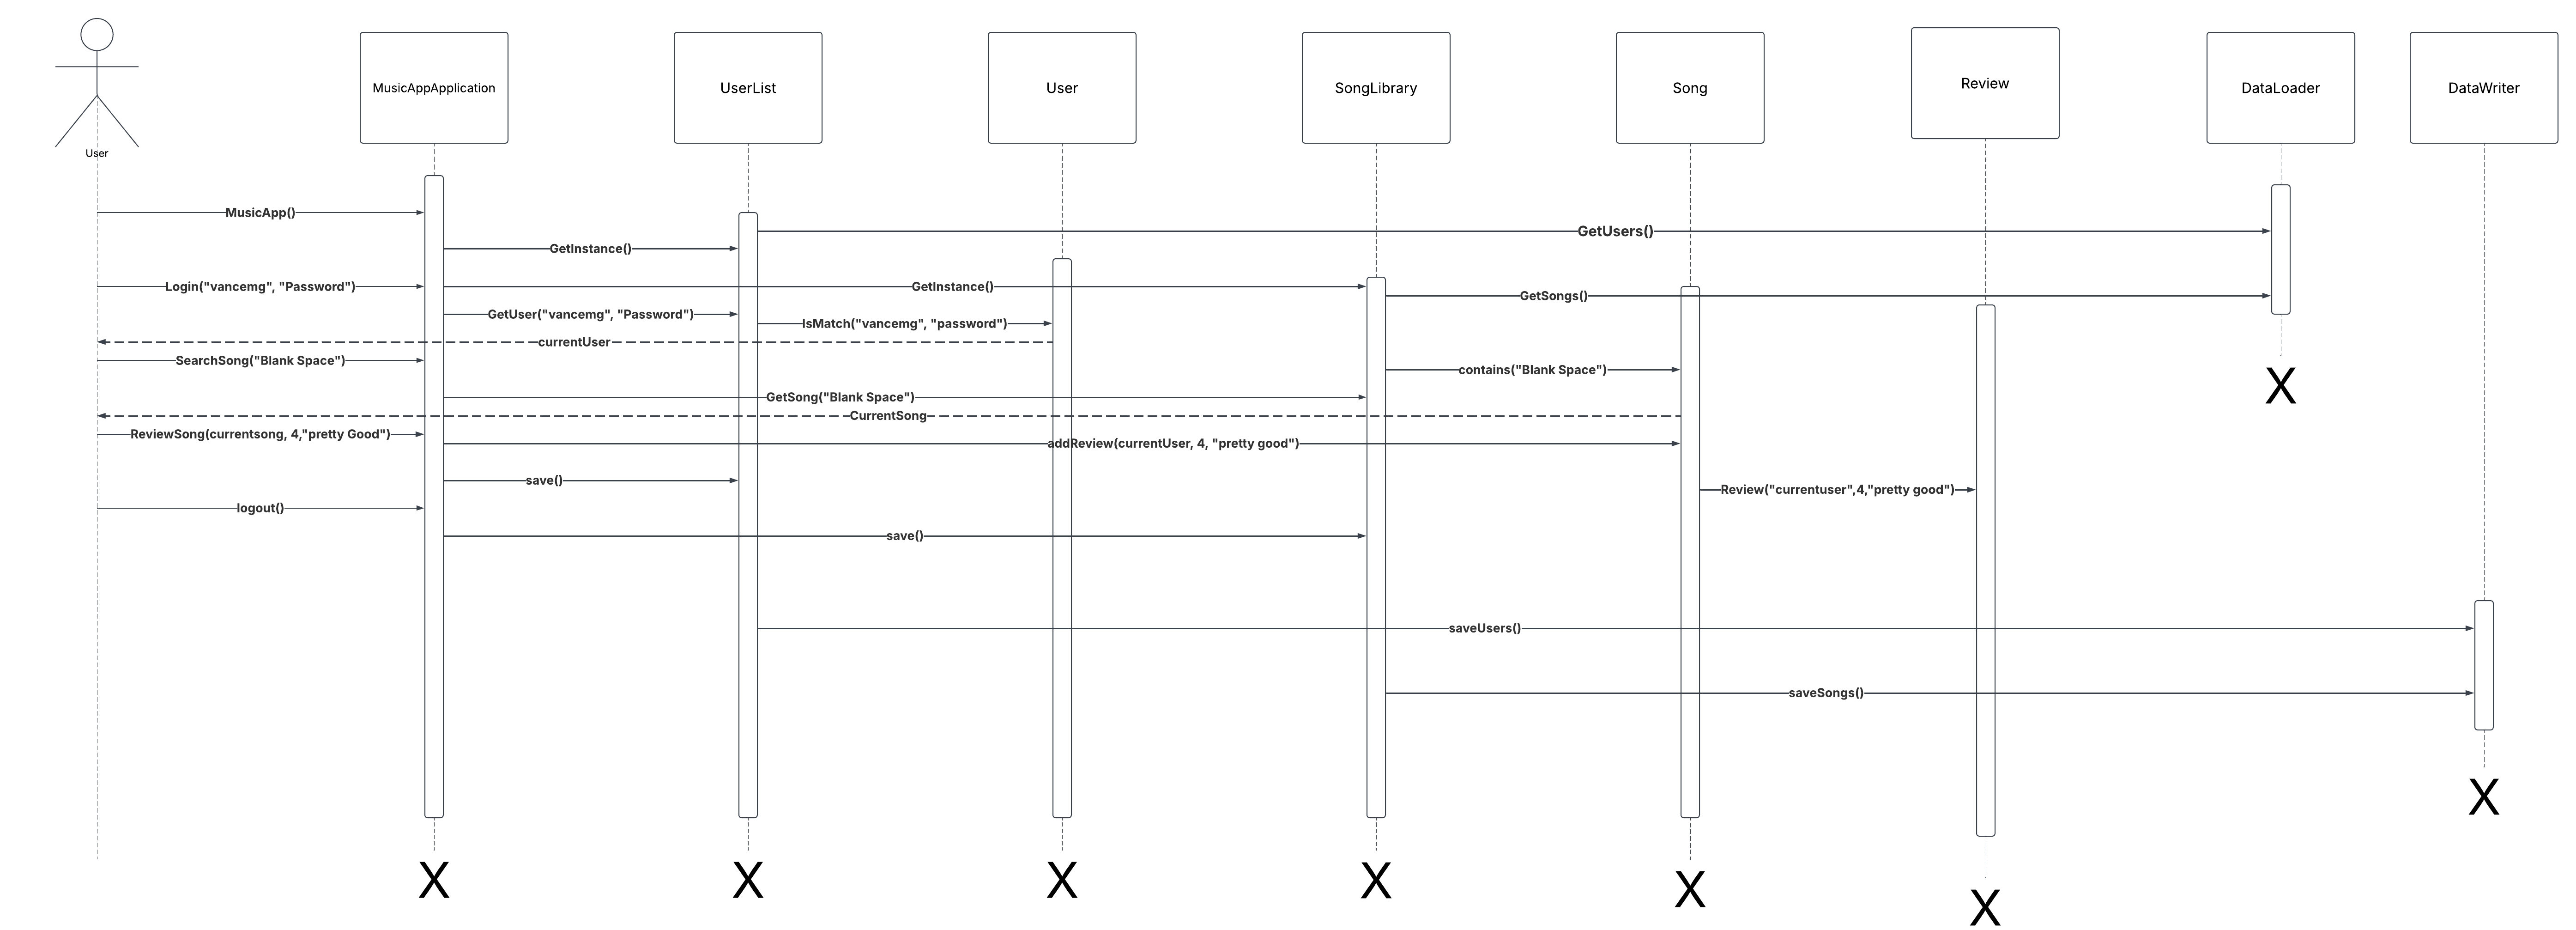 User
MusicAppApplication
UserList
User
SongLibrary
Song
Review
DataLoader
DataWriter
MusicApp()
GetUsers()
GetInstance()
Login("vancemg", "Password")
GetInstance()
GetSongs()
GetUser("vancemg", "Password")
IsMatch("vancemg", "password")
currentUser
SearchSong("Blank Space")
contains("Blank Space")
GetSong("Blank Space")
CurrentSong
ReviewSong(currentsong, 4,"pretty Good")
addReview(currentUser, 4, "pretty good")
save()
Review("currentuser",4,"pretty good")
logout()
save()
saveUsers()
saveSongs()
X
X
X
X
X
X
X
X